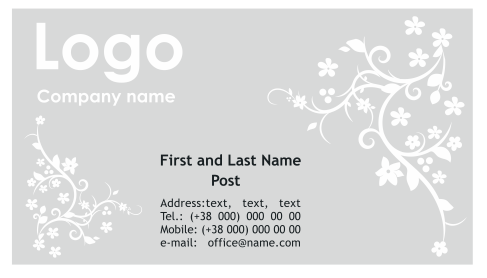 Logo
Company name
First and Last Name
Post
Address:text, text, text
Tel.: (+38 000) 000 00 00
Mobile: (+38 000) 000 00 00
e-mail: office@name.com